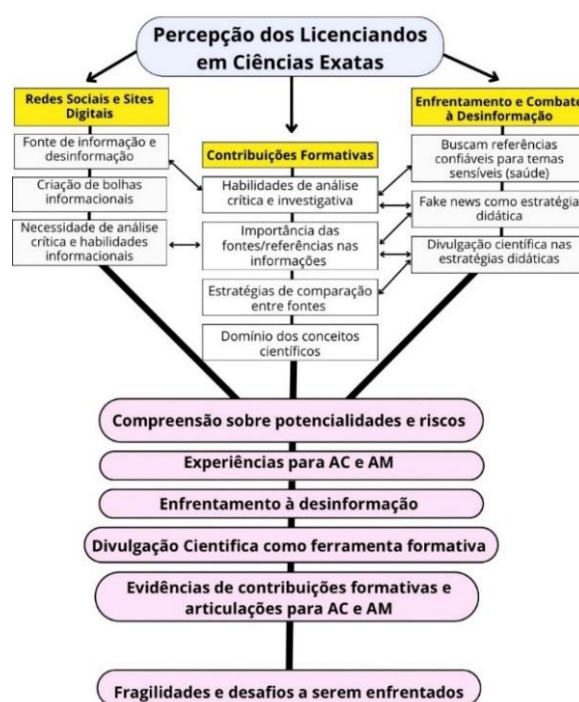 Percepção dos Licenciandos
em Ciências Exatas
Redes Sociais e Sites
Digitais
Fonte de informação e
desinformação
Criação de bolhas
informacionais
Necessidade de análise
crítica e habilidades
informacionais
Contribuições Formativas
Habilidades de análise
crítica e investigativa
Importância das
fontes/referências nas
informações
Estratégias de comparação
entre fontes
Domínio dos conceitos
científicos
Enfrentamento e Combate
à Desinformação
Buscam referências
confiáveis para temas
sensíveis (saúde)
Fake news como estratégia
didática
Divulgação científica nas
estratégias didáticas
Compreensão sobre potencialidades e riscos
Experiências para AC e AM
Enfrentamento à desinformação
Divulgação Cientifica como ferramenta formativa
Evidências de contribuições formativas e
articulações para AC e AM
Fragilidades e desafios a serem enfrentados